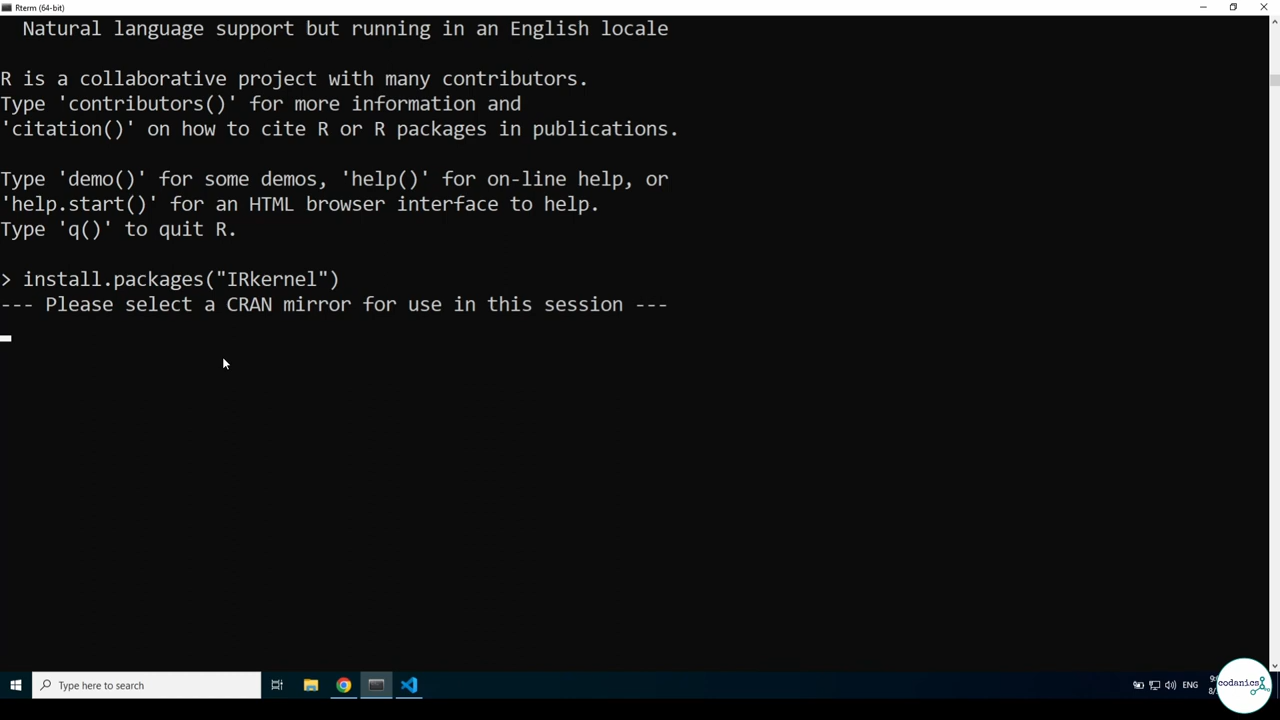 Rterm (64-bit)
Natural language support but running in an English locale
R is a collaborative project with many contributors.
Type 'contributors()' for more information and
'citation()' on how to cite R or R packages in publications.
Type 'demo()' for some demos, 'help()' for on-line help, or
'help.start()' for an HTML browser interface to help.
Type 'q()' to quit R.
> install.packages("IRkernel")
--- Please select a CRAN mirror for use in this session ---
Type here to search
ENG
codanics